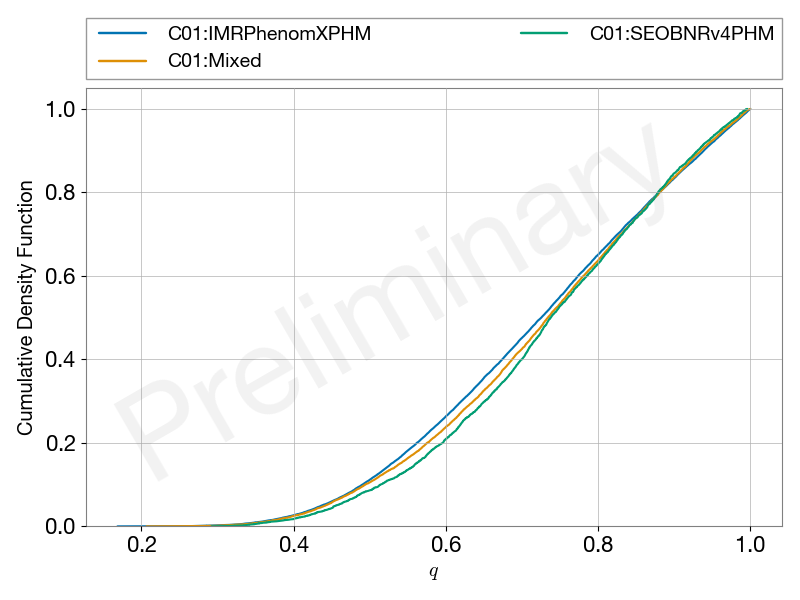 C01:IMRPhenomXPHM C01:SEOBNRv4PHM
C01:Mixed
1.0
0.8
0.6
0.4
0.2
0.0
Cumulative Density Function
Preliminary
0.2 0.4 0.6 0.8 1.0
q